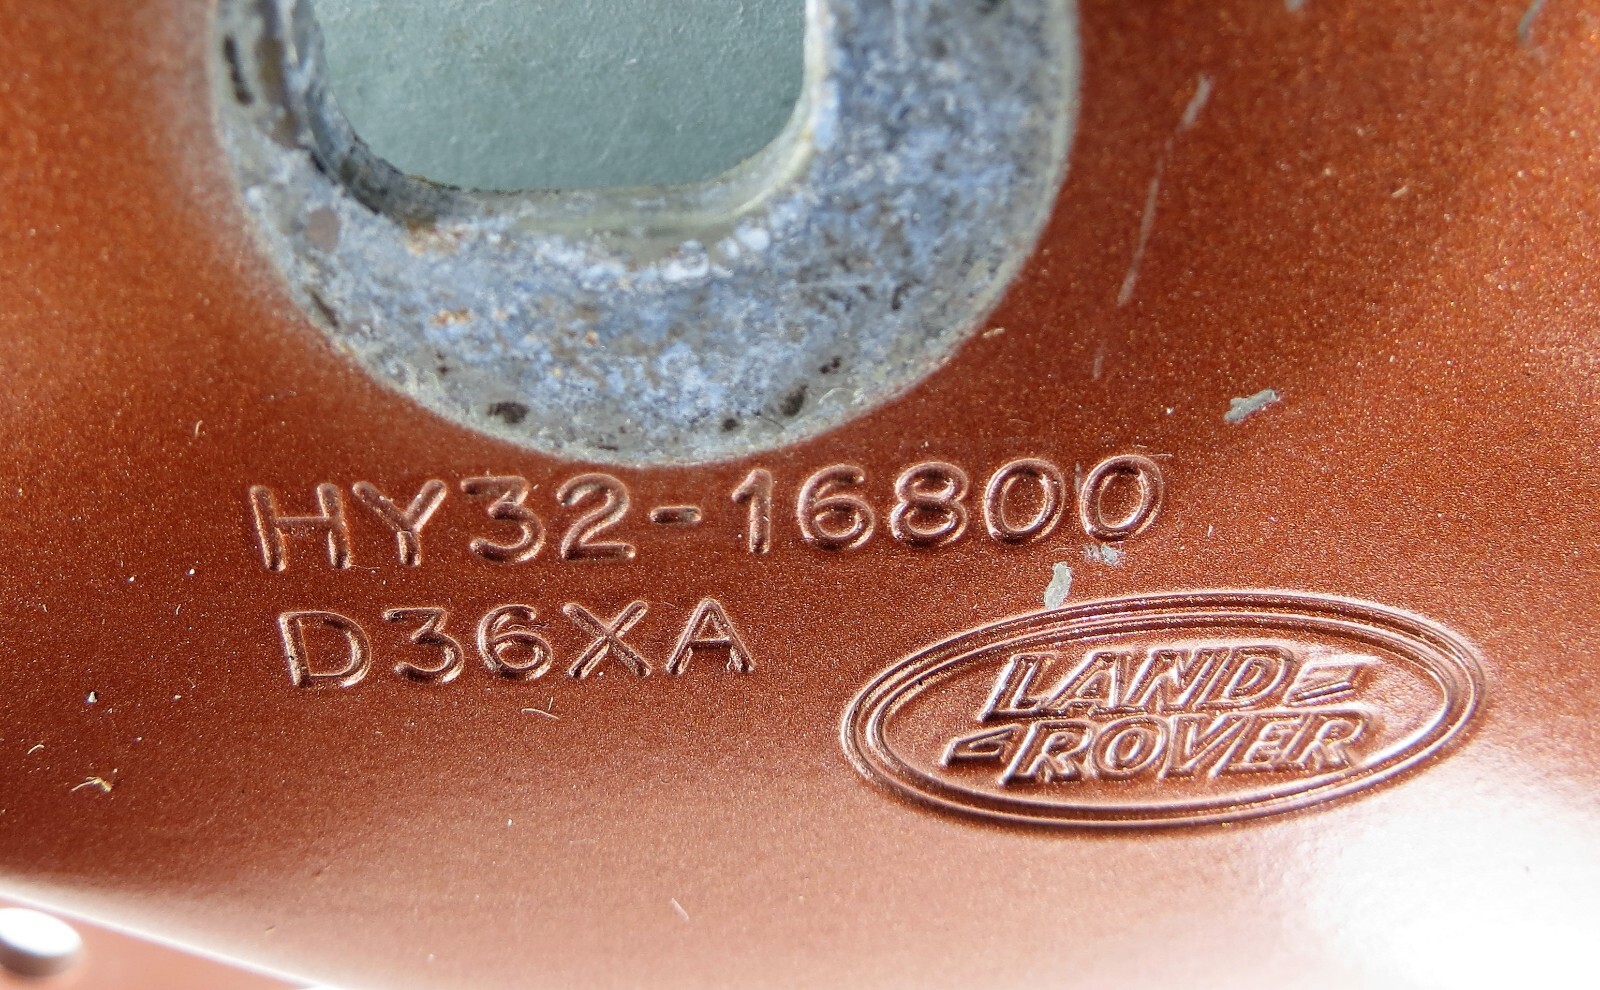 HY32-16800
D36XA
LAND
ROVER